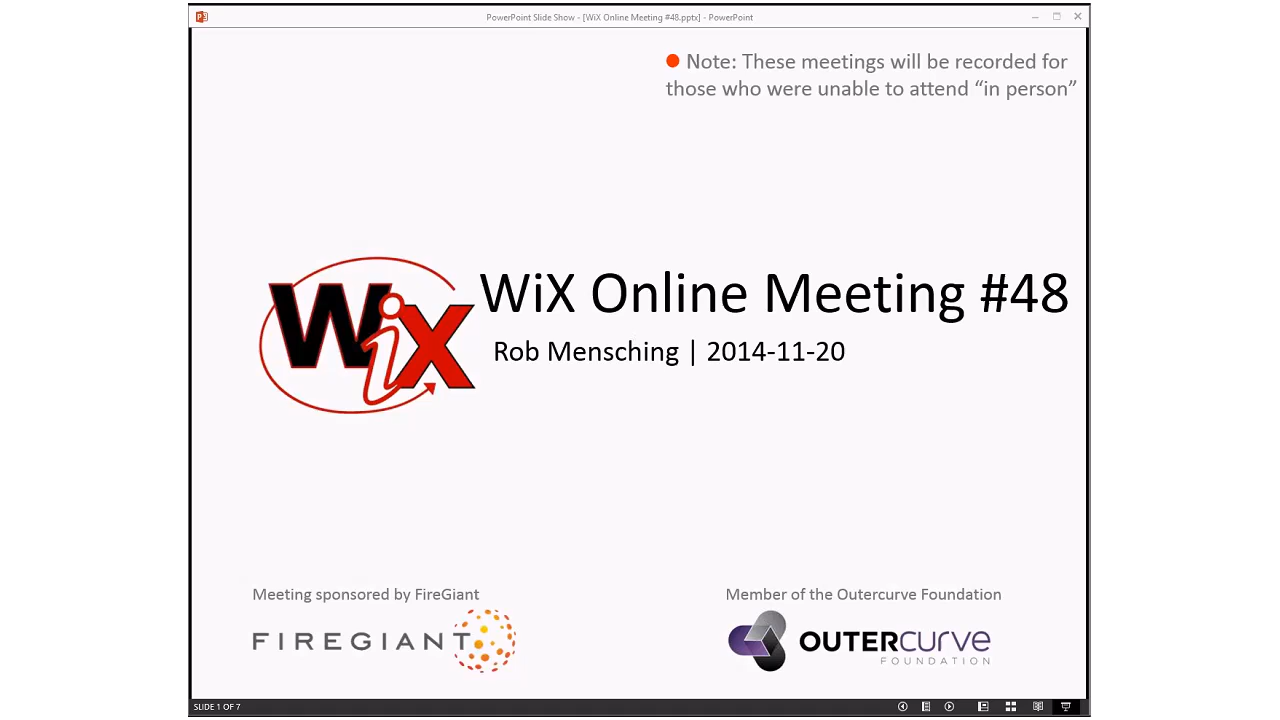 PowerPoint Slide Show - [WiX Online Meeting #48.pptx] - PowerPoint
Note: These meetings will be recorded for
those who were unable to attend “in person”
WiX
WiX Online Meeting #48
Rob Mensching | 2014-11-20
Meeting sponsored by FireGiant
FIREGIANT
Member of the Outercurve Foundation
OUTERCURVE
FOUNDATION
SLIDE 1 OF 7